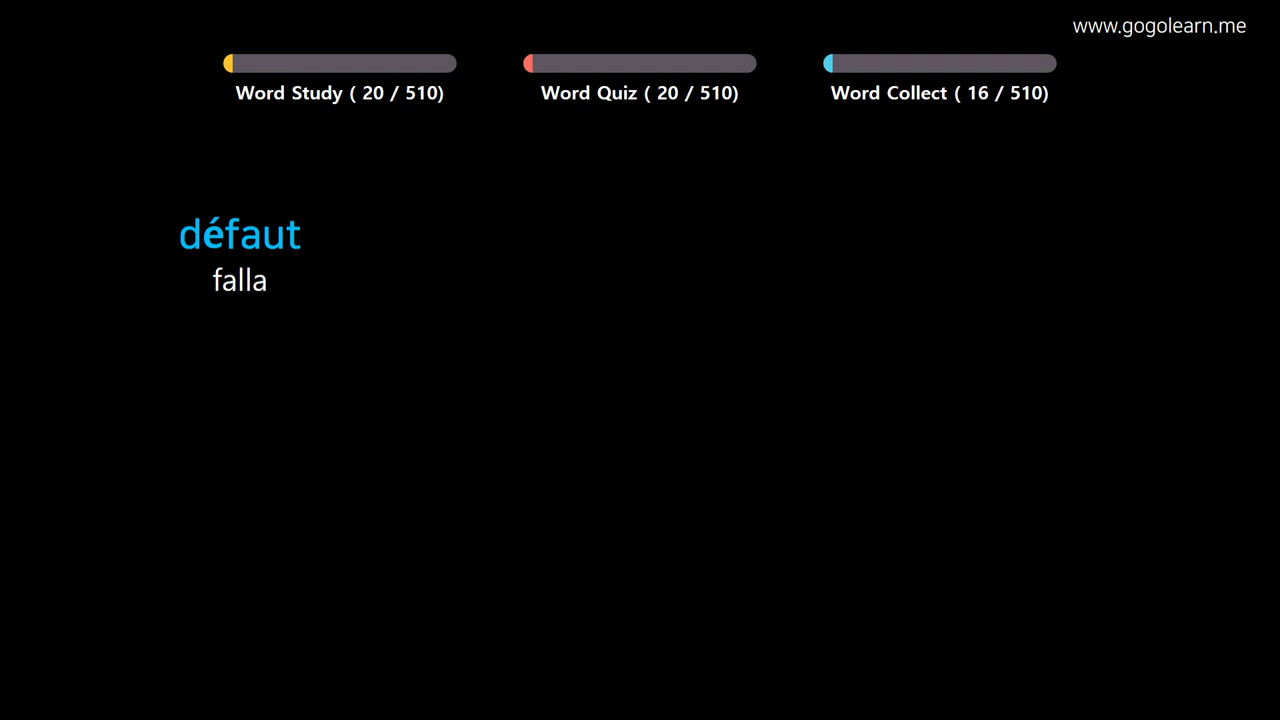 www.gogolearn.me
Word Study ( 20 / 510)
Word Quiz ( 20 / 510)
Word Collect ( 16 / 510)
défaut
falla